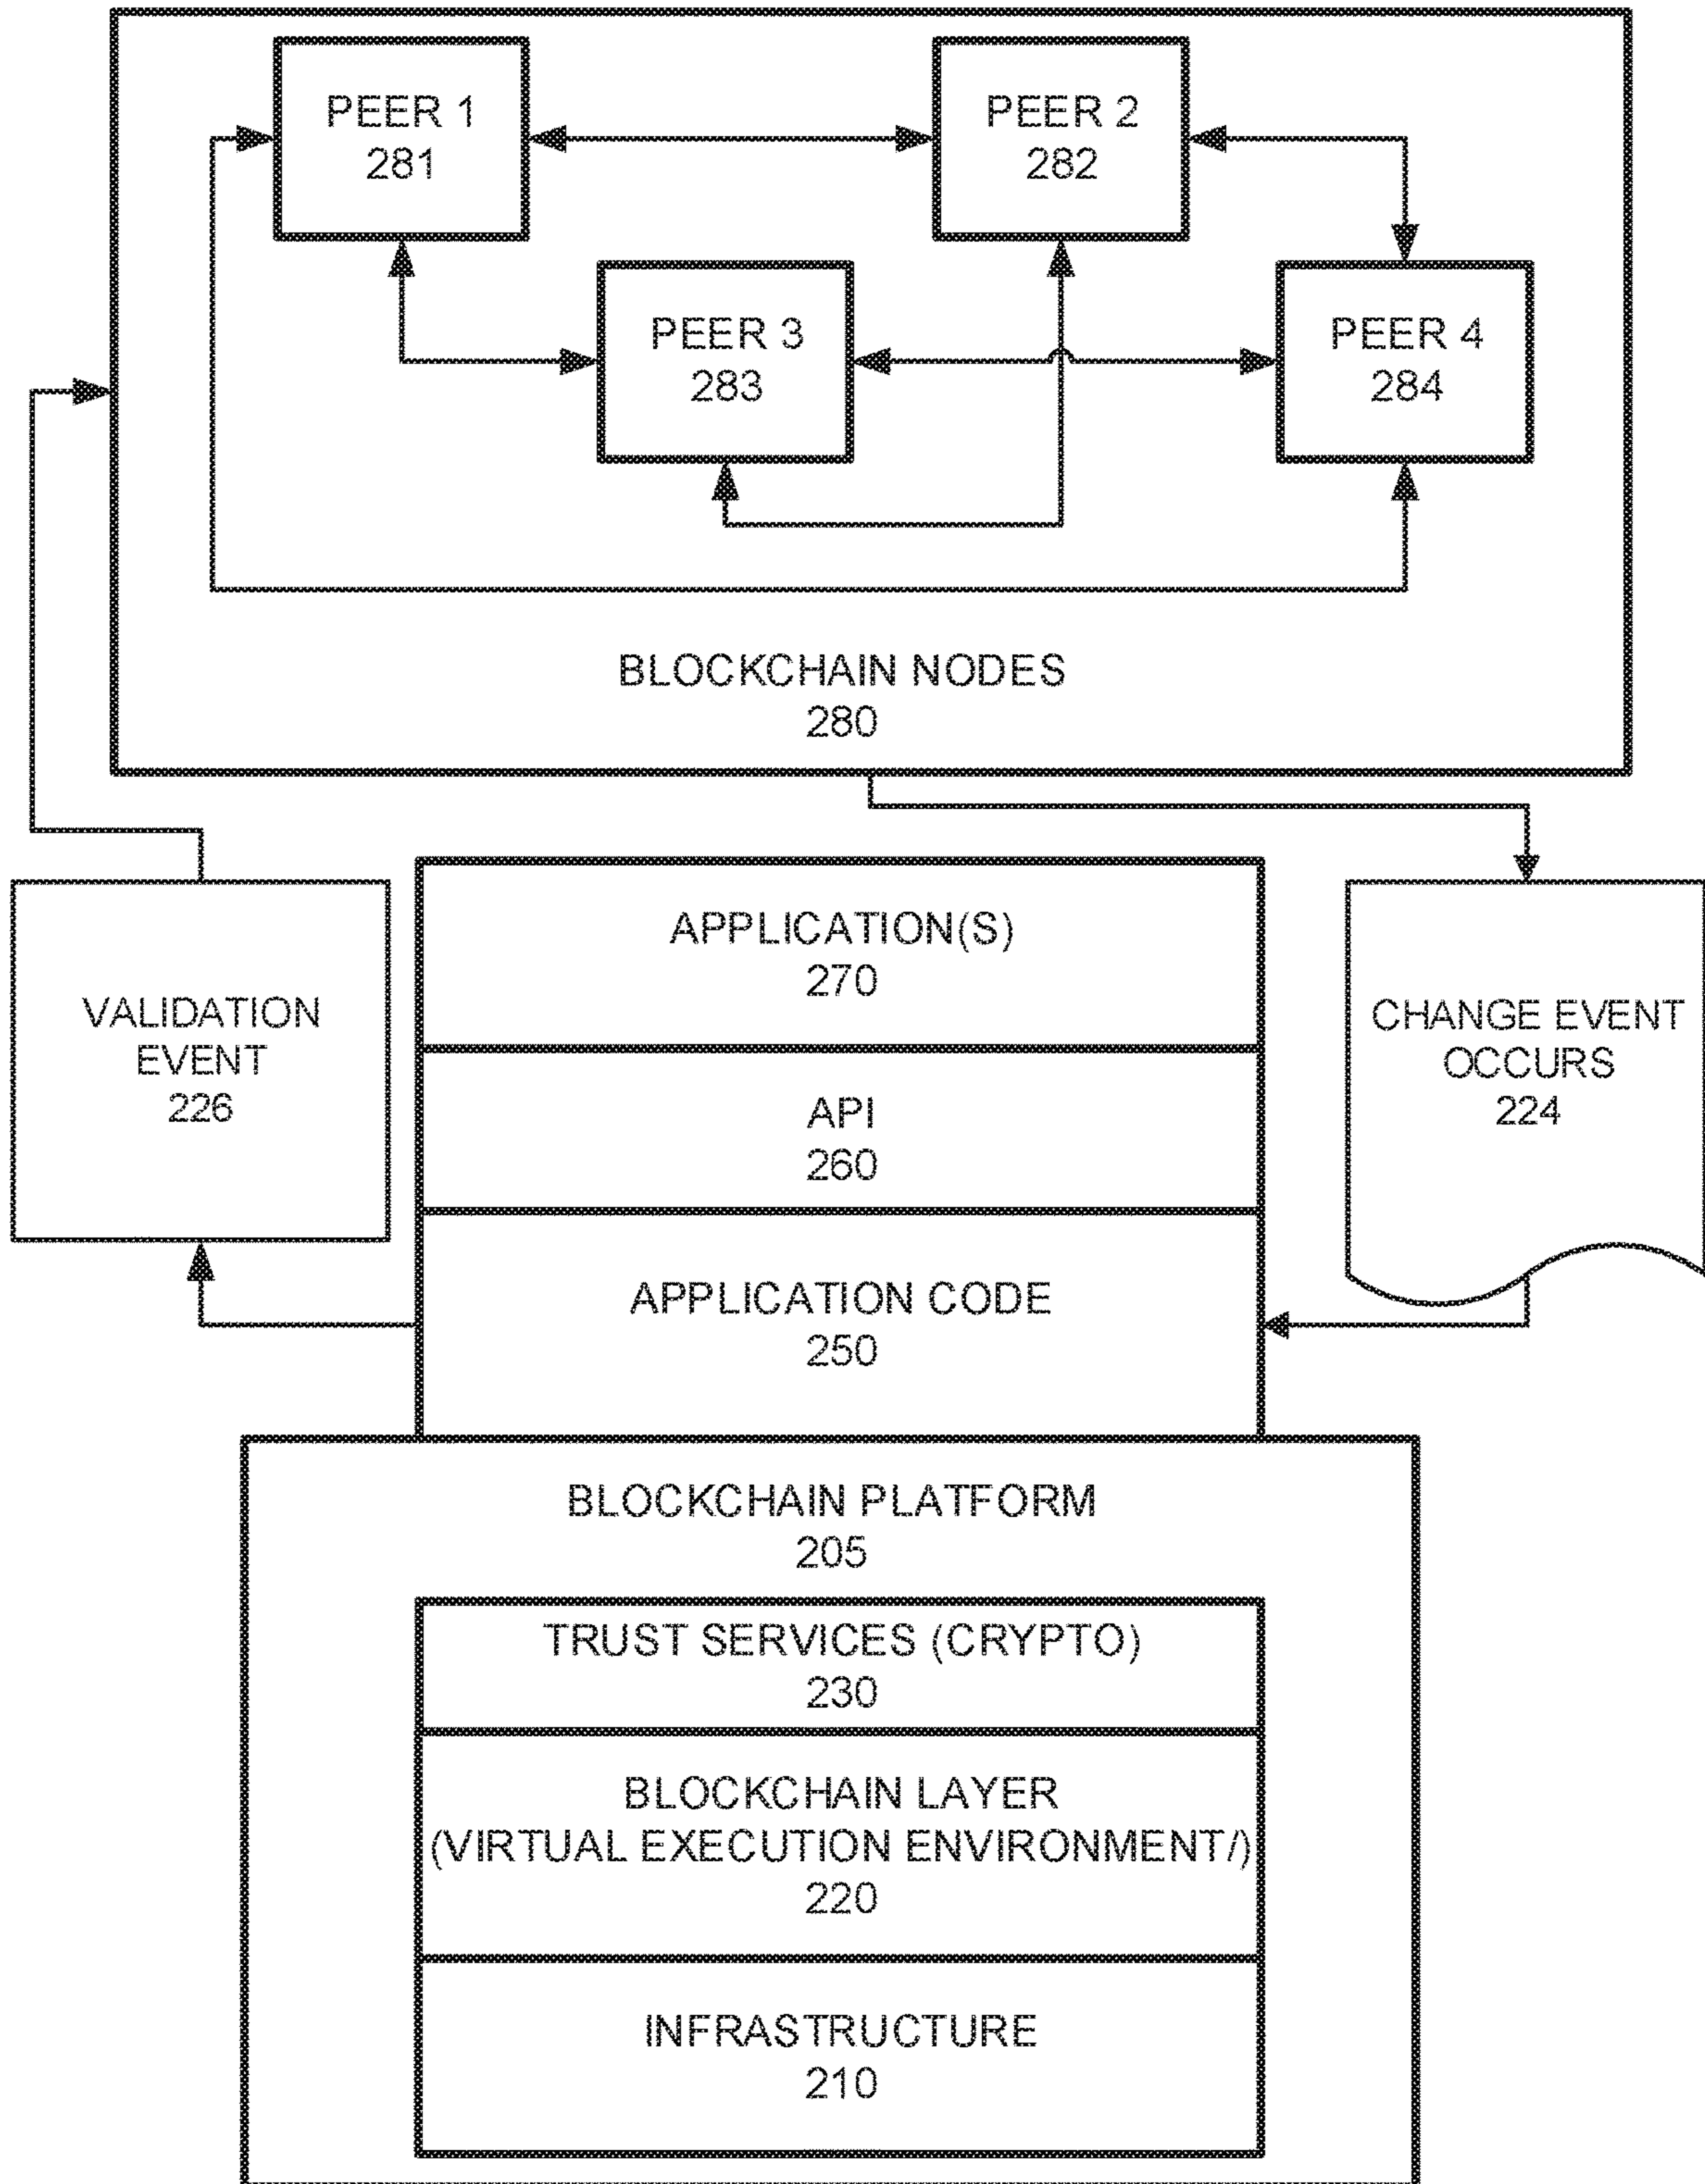 PEER 1
281
PEER 2
282
PEER 3
283
PEER 4
284
BLOCKCHAIN NODES
280
APPLICATION(S)
270
VALIDATION
EVENT
226
CHANGE EVENT
OCCURS
224
API
260
APPLICATION CODE
250
BLOCKCHAIN PLATFORM
205
TRUST SERVICES (CRYPTO)
230
BLOCKCHAIN LAYER
(VIRTUAL EXECUTION ENVIRONMENT/)
220
INFRASTRUCTURE
210